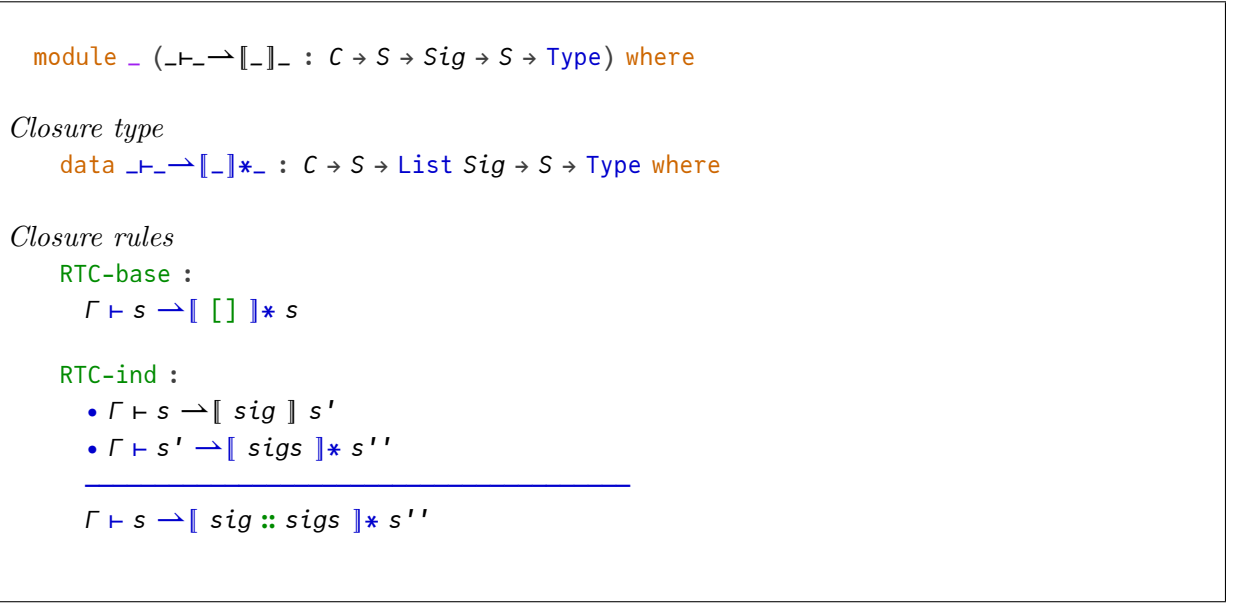 module _ (_⊢_⇀⟦_⟧_ : C → S → Sig → S → Type) where
Closure type
data _⊢_⇀⟦_⟧*_ : C → S → List Sig → S → Type where
Closure rules
RTC-base :
Γ ⊢ s ⇀⟦ [] ⟧* s
RTC-ind :
• Γ ⊢ s ⇀⟦ sig ⟧ s'
• Γ ⊢ s' ⇀⟦ sigs ⟧* s''
Γ ⊢ s ⇀⟦ sig ∷ sigs ⟧* s''